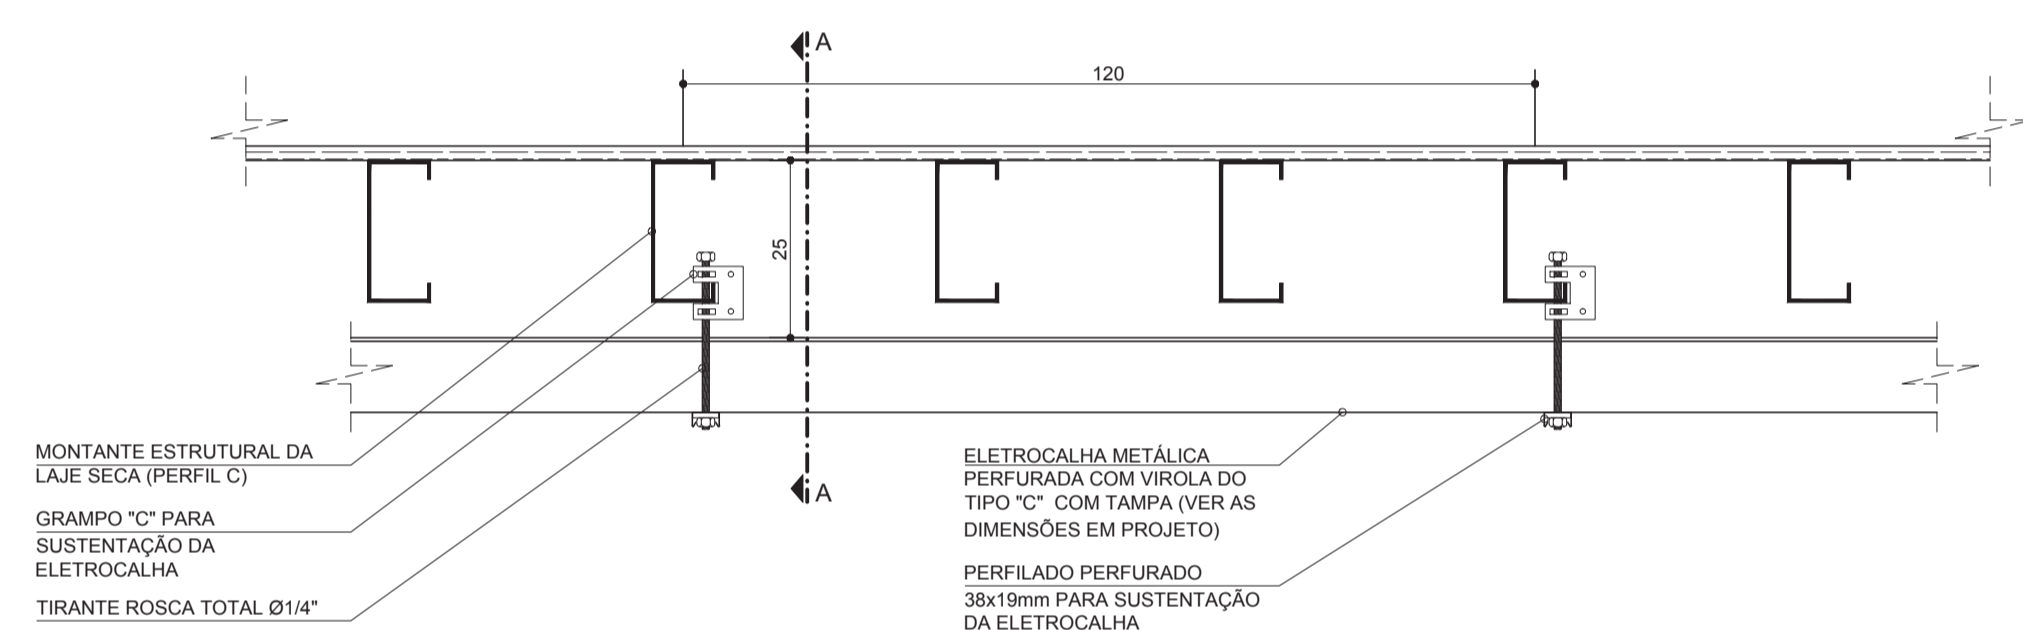 A
120
25
A
MONTANTE ESTRUTURAL DA
LAJE SECA (PERFIL C)
GRAMPO "C" PARA
SUSTENTAÇÃO DA
ELETROCALHA
TIRANTE ROSCA TOTAL Ø1/4"
ELETROCALHA METÁLICA
PERFURADA COM VIROLA DO
TIPO "C" COM TAMPA (VER AS
DIMENSÕES EM PROJETO)
PERFILADO PERFURADO
38x19mm PARA SUSTENTAÇÃO
DA ELETROCALHA